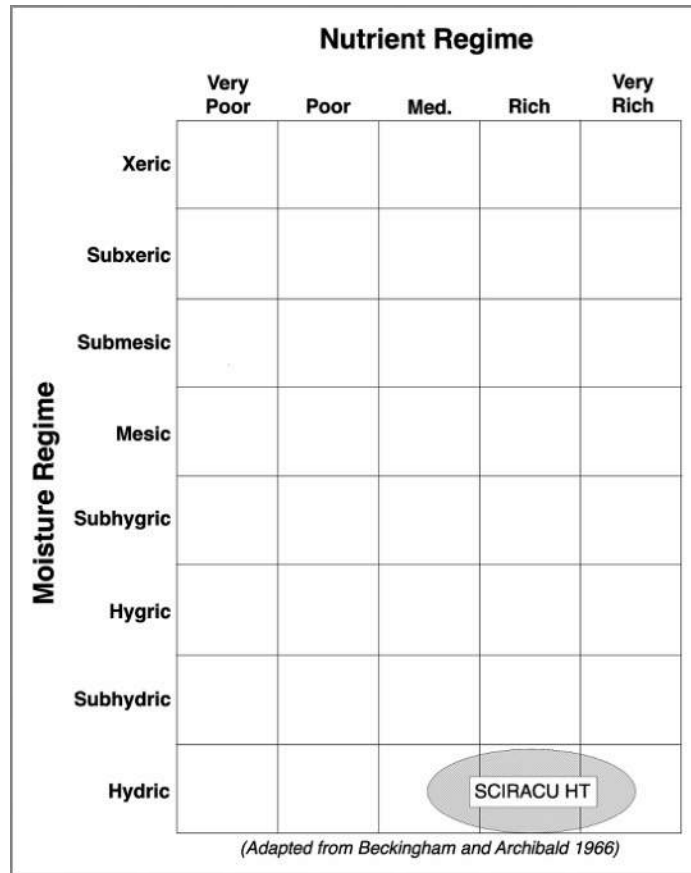 Nutrient Regime
Very Poor
Poor
Med.
Rich
Very Rich
Moisture Regime
Xeric
Subxeric
Submesic
Mesic
Subhygric
Hygric
Subhydric
Hydric
SCIRACU HT
(Adapted from Beckingham and Archibald 1966)